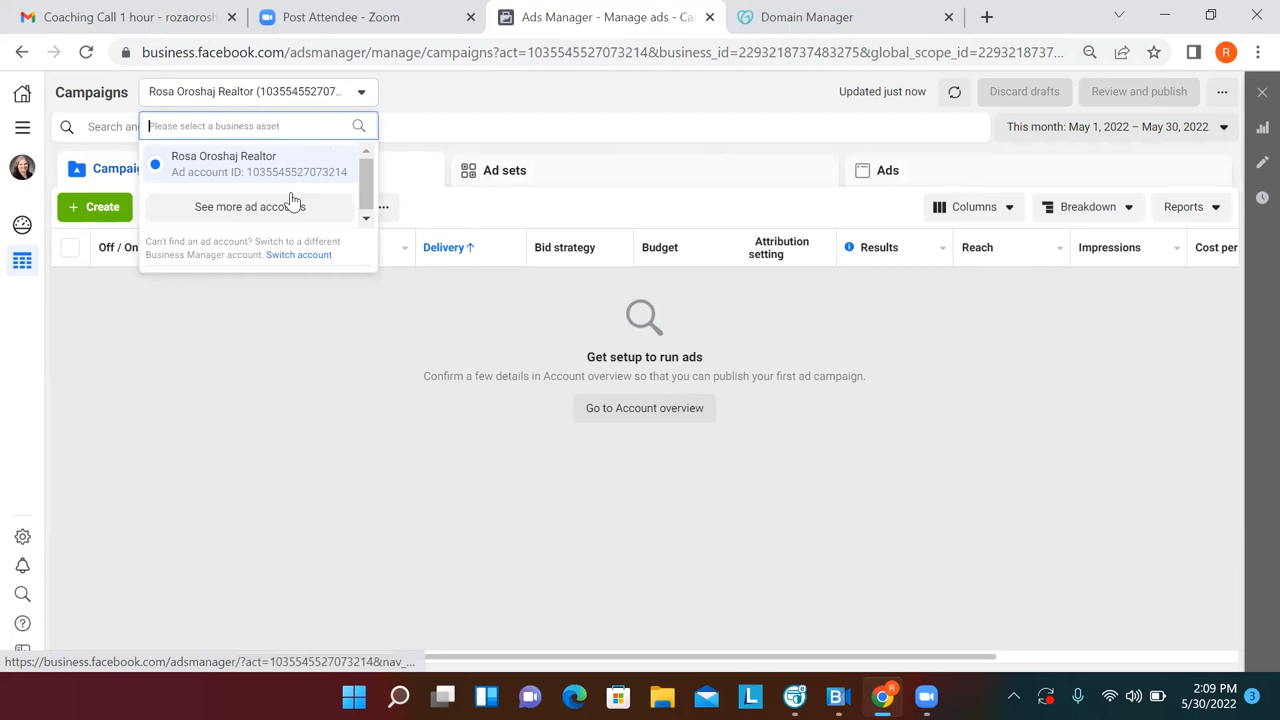 Coaching Call 1 hour - rozaorosh
Post Attendee - Zoom
Ads Manager - Manage ads - Ca
Domain Manager
business.facebook.com/adsmanager/manage/campaigns?act=1035545527073214&business_id=2293218737483275&global_scope_id=2293218737...
R
Campaigns
Rosa Oroshaj Realtor (103554552707...
Updated just now
Discard drafts
Review and publish
Search an
Please select a business asset
This month: May 1, 2022 – May 30, 2022
Rosa Oroshaj Realtor
Ad account ID: 1035545527073214
Campai
Ad sets
Ads
+ Create
See more ad accounts
Columns
Breakdown
Reports
Can't find an ad account? Switch to a different
Business Manager account. Switch account
Off / On
Delivery↑
Bid strategy
Budget
Attribution
setting
Results
Reach
Impressions
Cost per
Get setup to run ads
Confirm a few details in Account overview so that you can publish your first ad campaign.
Go to Account overview
https://business.facebook.com/adsmanager/?act=1035545527073214&nav_...
2:09 PM
5/30/2022
3